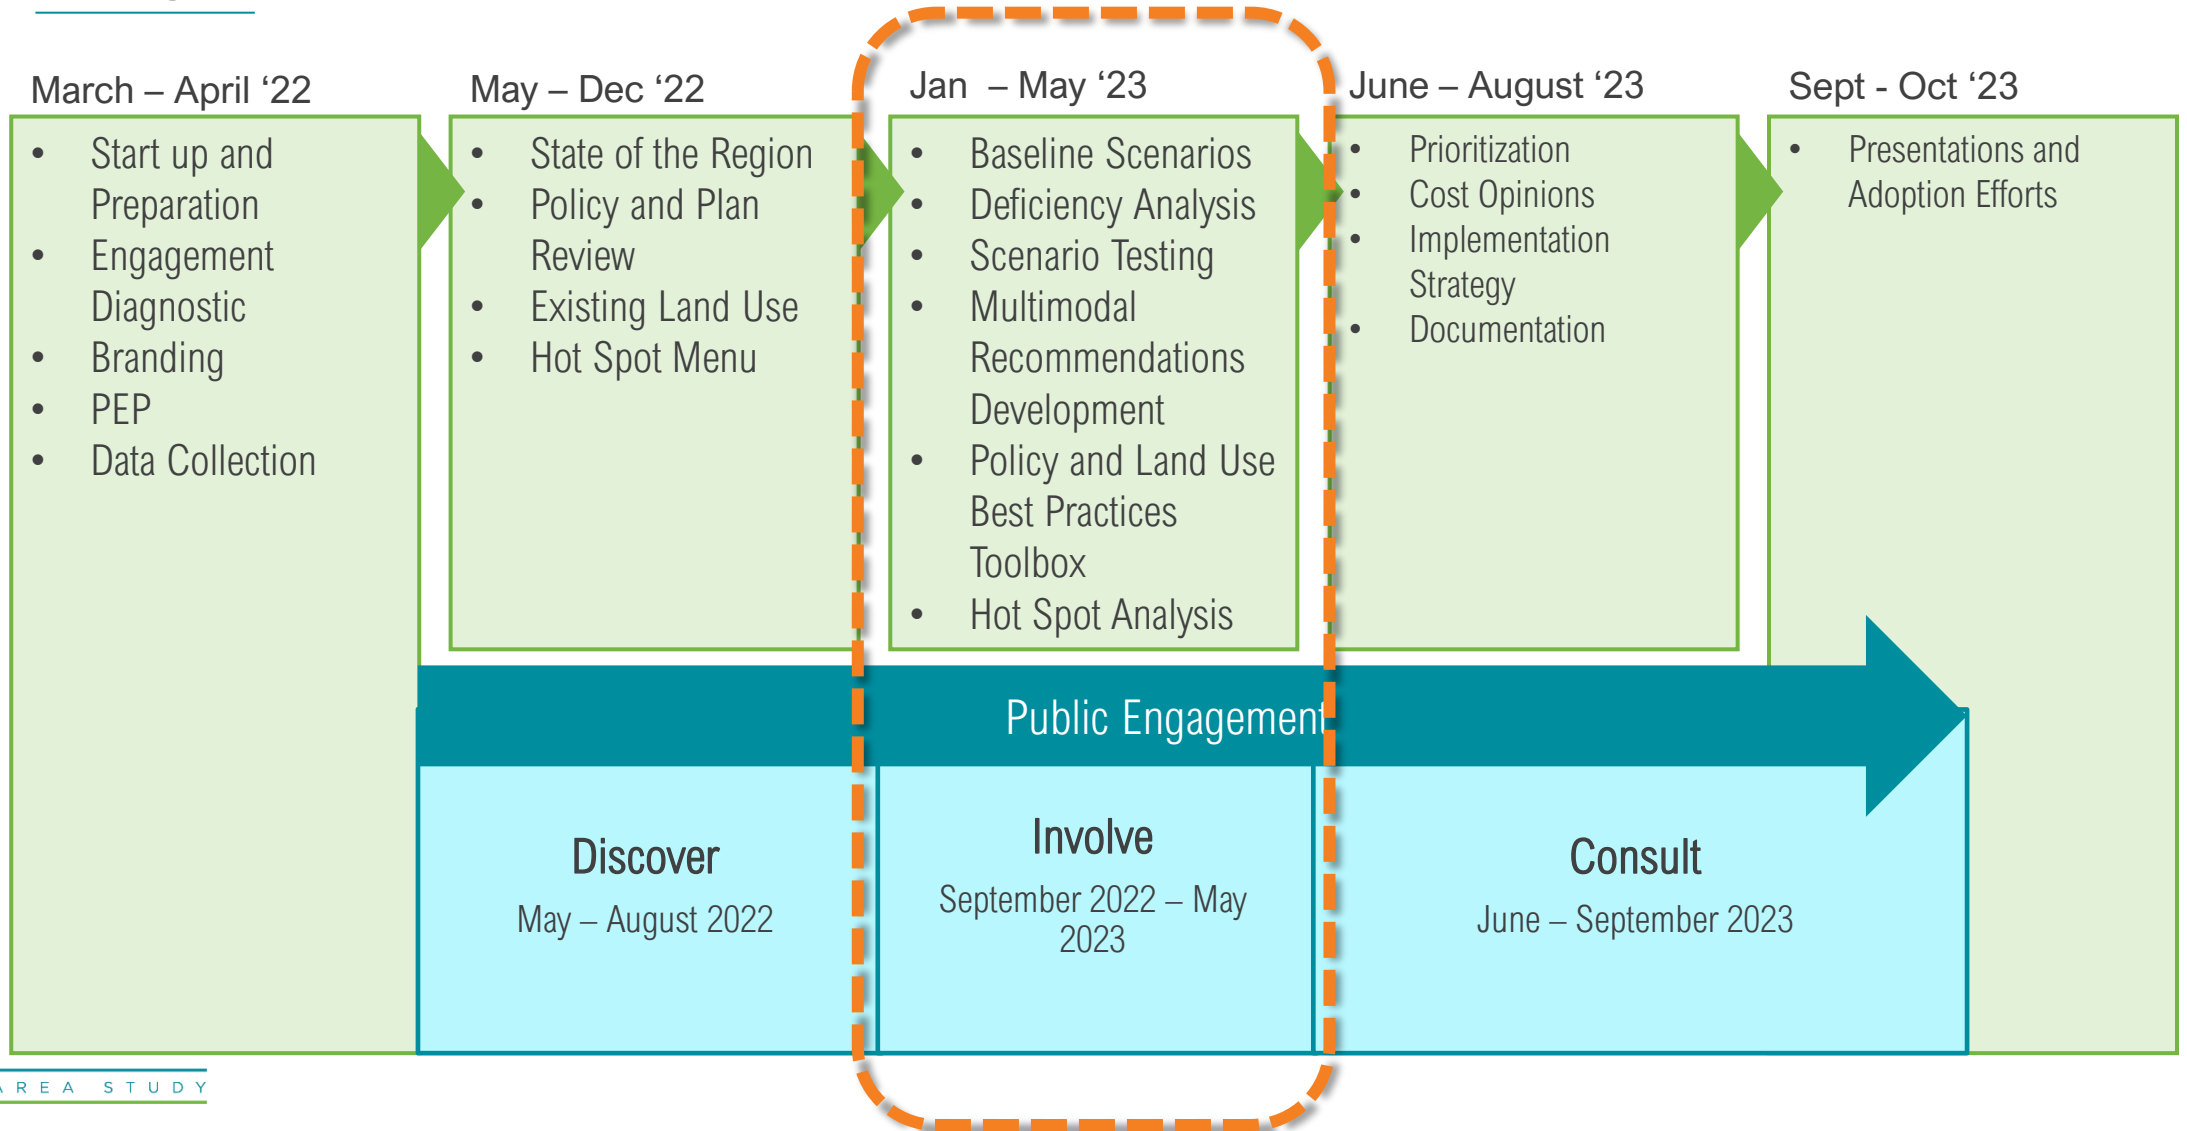 March – April ‘22
• Start up and
Preparation
• Engagement
Diagnostic
• Branding
• PEP
• Data Collection
May – Dec ‘22
• State of the Region
• Policy and Plan
Review
• Existing Land Use
• Hot Spot Menu
Jan – May ‘23
• Baseline Scenarios
• Deficiency Analysis
• Scenario Testing
• Multimodal
Recommendations
Development
• Policy and Land Use
Best Practices
Toolbox
• Hot Spot Analysis
June – August ‘23
• Prioritization
• Cost Opinions
• Implementation
Strategy
• Documentation
Sept - Oct ‘23
• Presentations and
Adoption Efforts
Public Engagement
Discover
May – August 2022
Involve
September 2022 – May
2023
Consult
June – September 2023
AREA STUDY